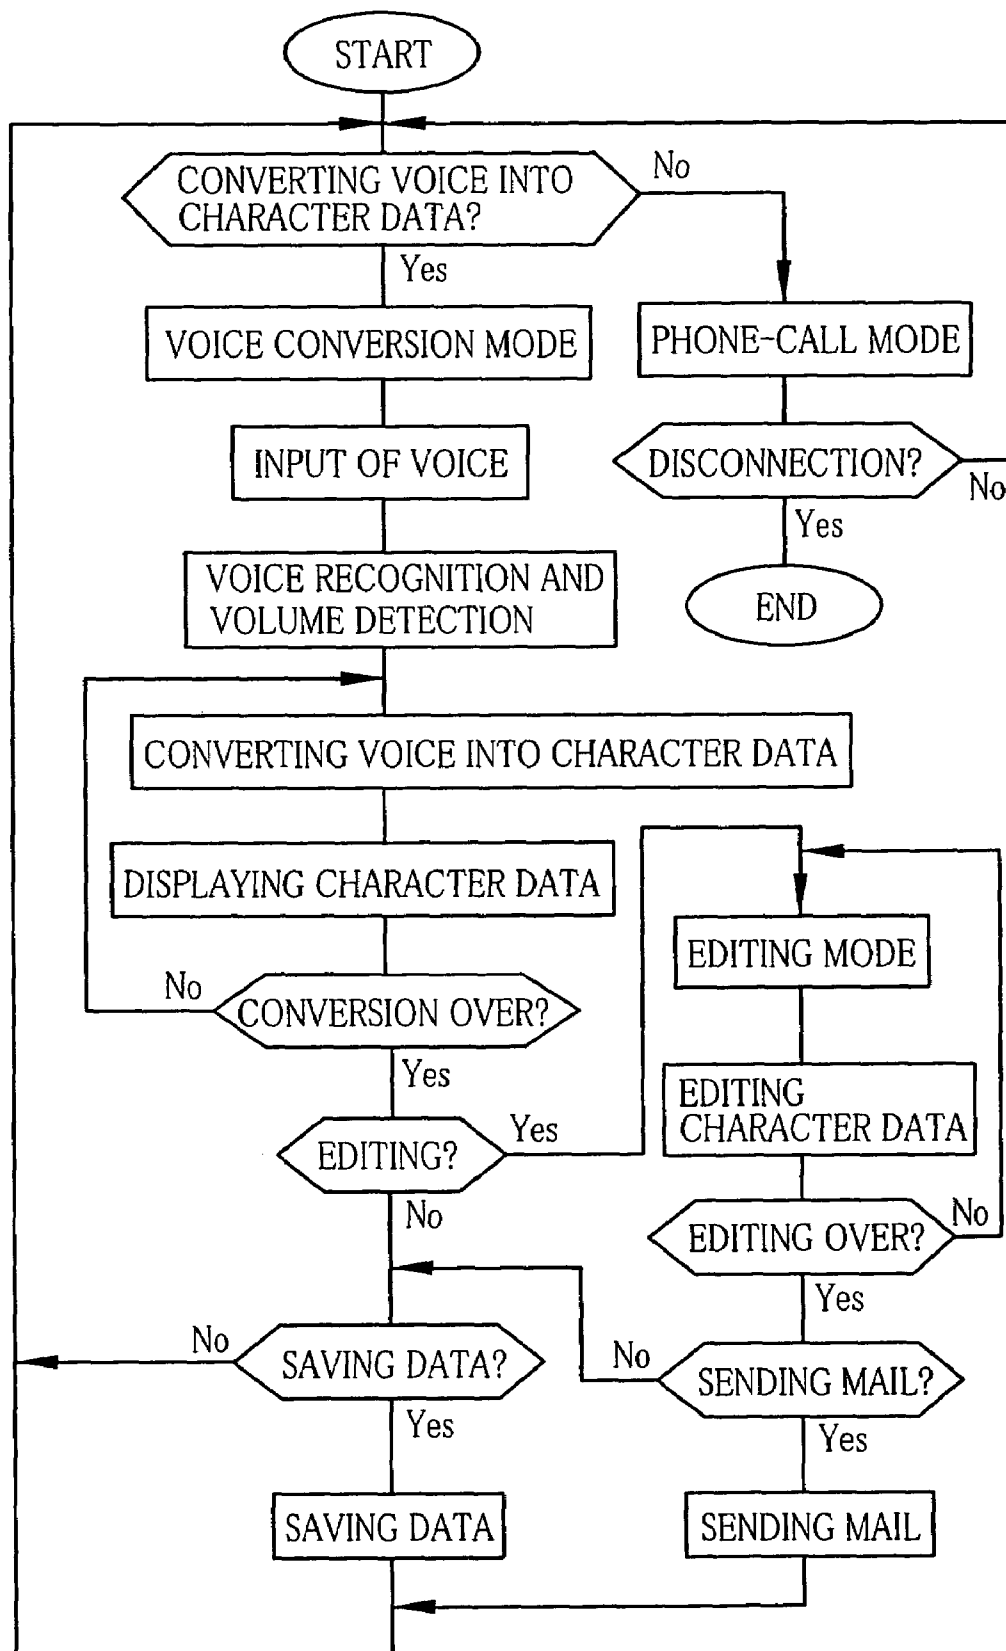 START
CONVERTING VOICE INTO
CHARACTER DATA?
No
Yes
VOICE CONVERSION MODE
PHONE-CALL MODE
INPUT OF VOICE
DISCONNECTION?
No
Yes
VOICE RECOGNITION AND
VOLUME DETECTION
END
CONVERTING VOICE INTO CHARACTER DATA
DISPLAYING CHARACTER DATA
EDITING MODE
No
CONVERSION OVER?
Yes
EDITING
CHARACTER DATA
EDITING?
Yes
No
EDITING OVER?
No
Yes
No
SAVING DATA?
No
SENDING MAIL?
Yes
Yes
SAVING DATA
SENDING MAIL